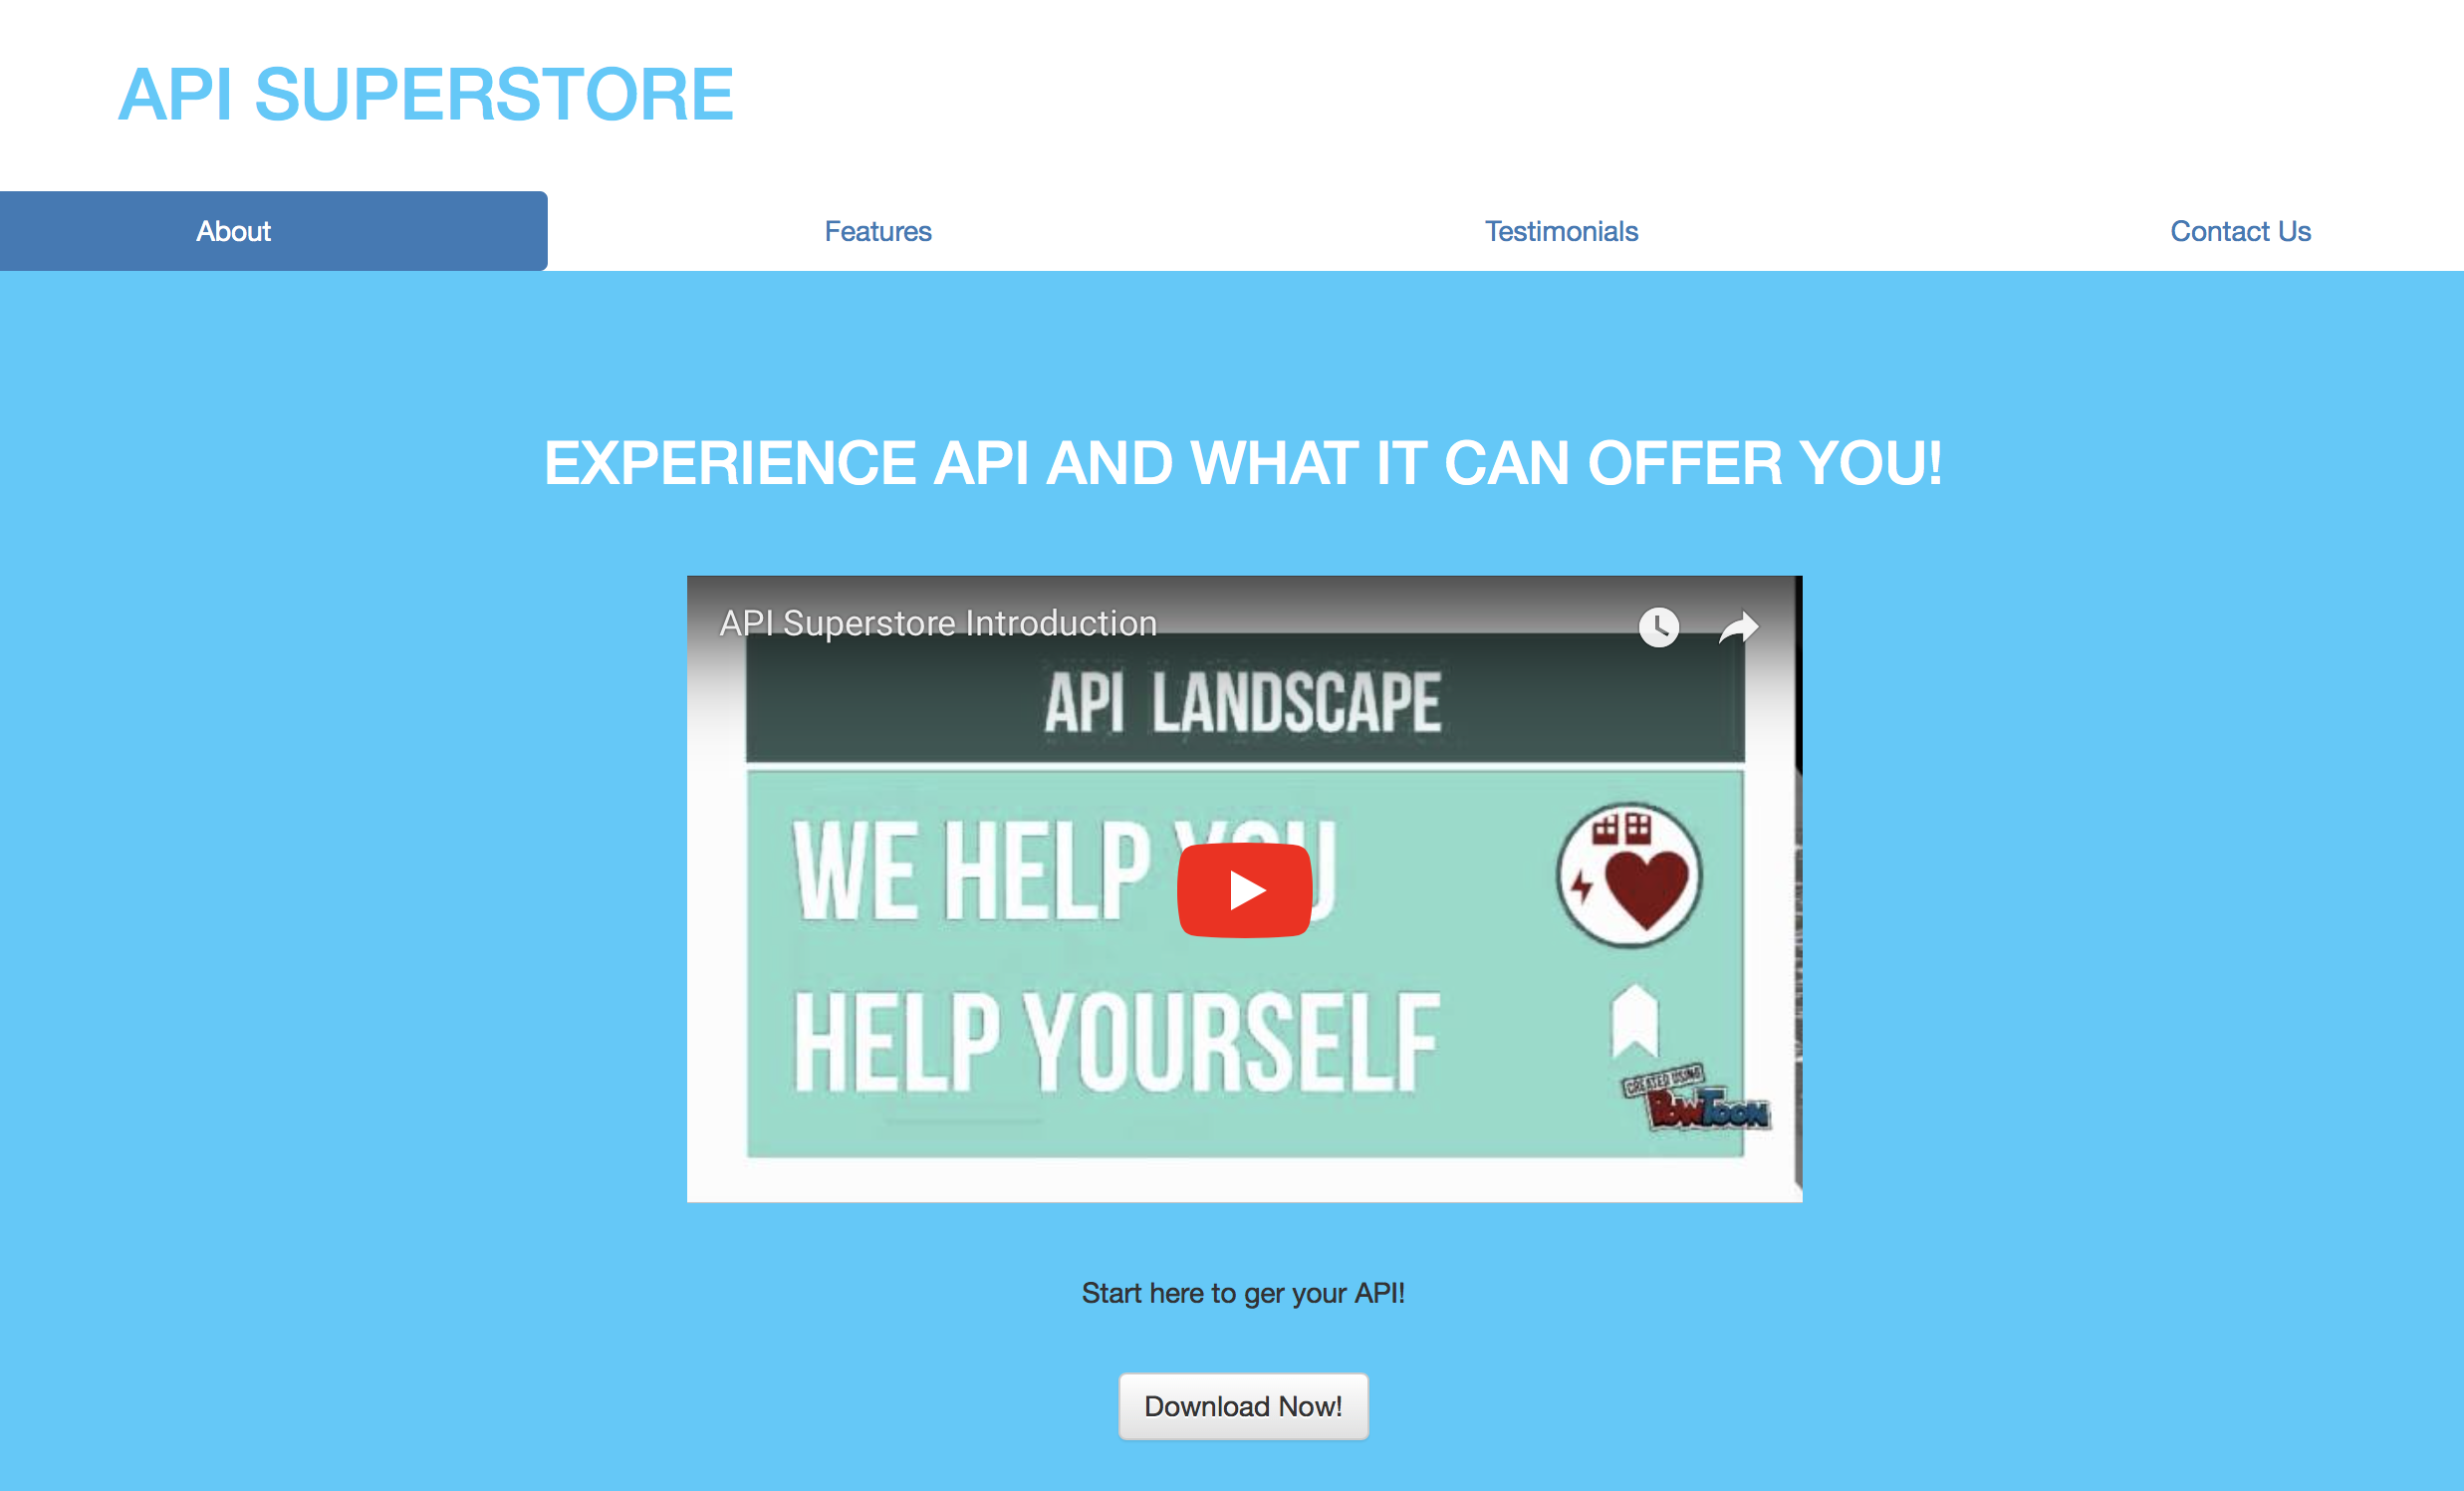 API SUPERSTORE
About Features Testimonials Contact Us
EXPERIENCE API AND WHAT IT CAN OFFER YOU!
API Superstore Introduction
API LANDSCAPE
WE HELP YOU
HELP YOURSELF
CREATED USING
POWTOON
Start here to ger your API!
Download Now!